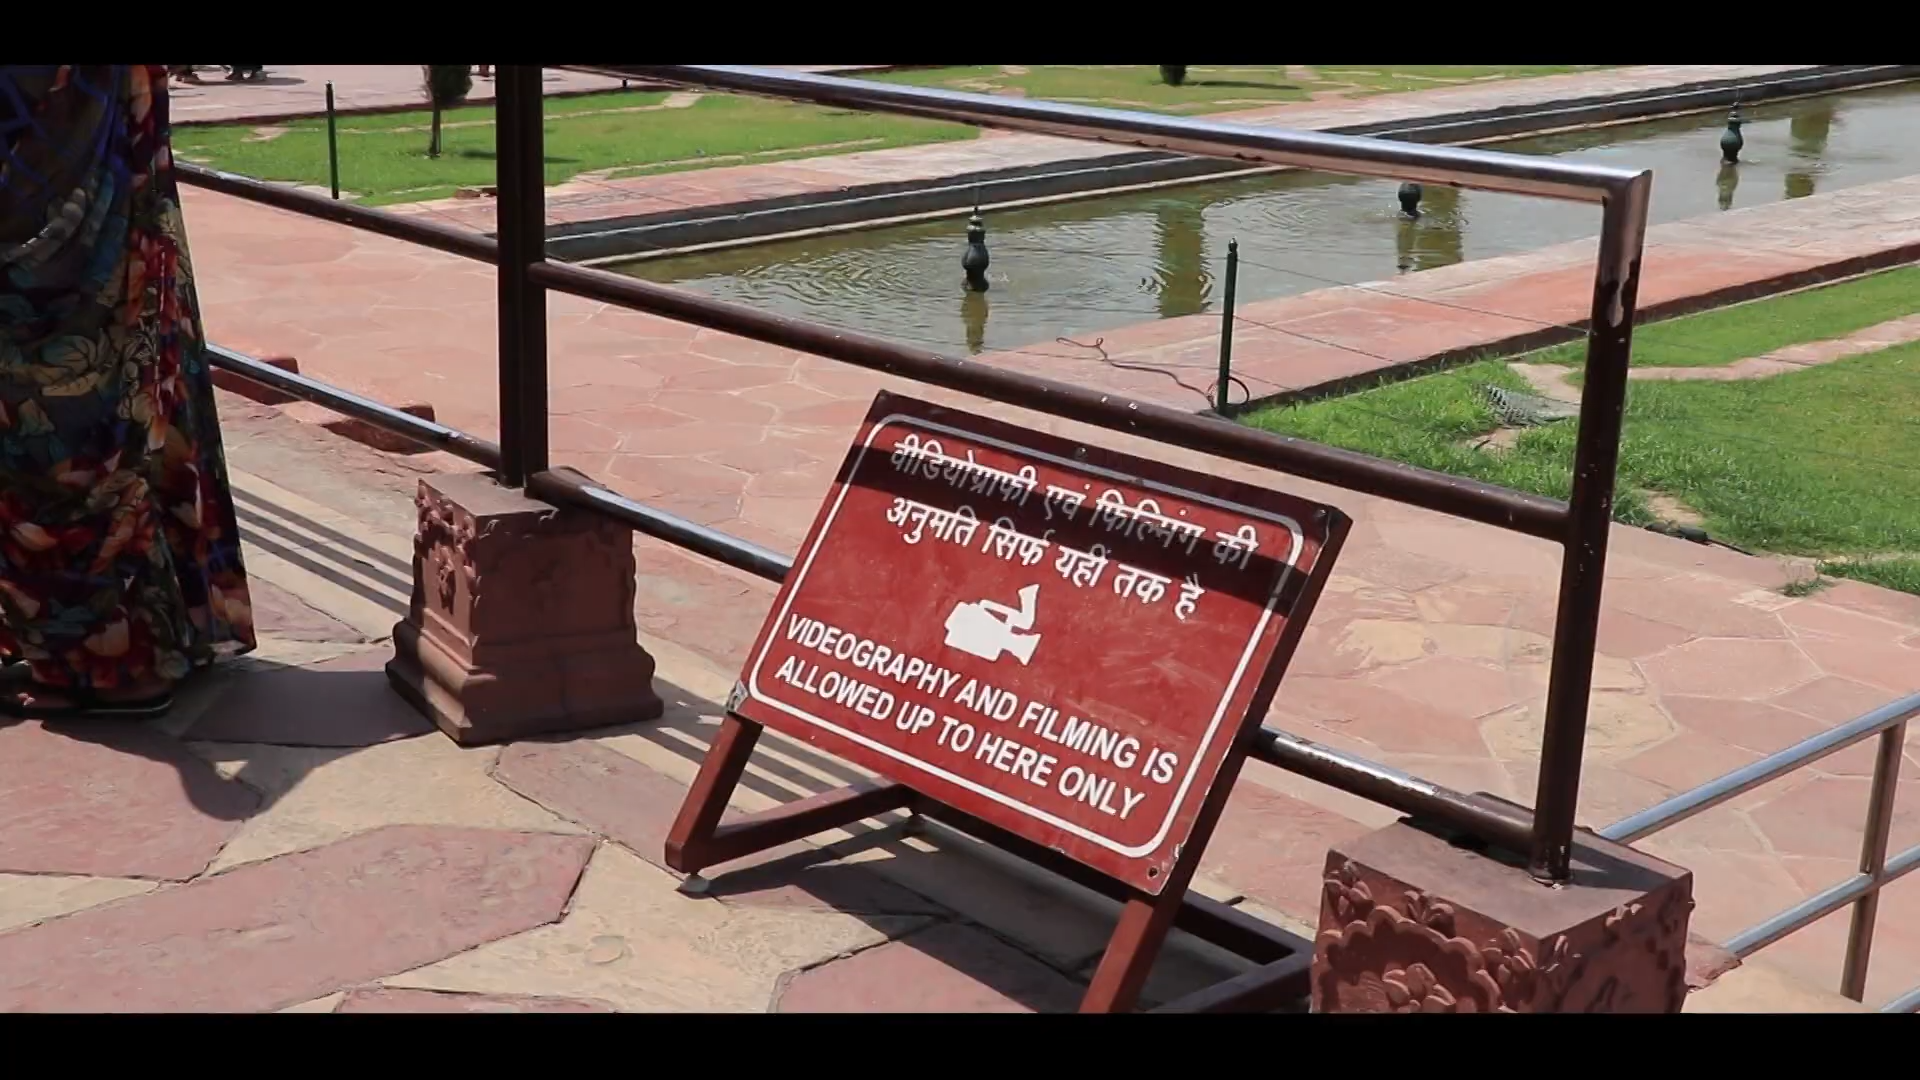 वीडियोग्राफी एवं फिल्मिंग की
अनुमति सिर्फ यहीं तक है
VIDEOGRAPHY AND FILMING IS
ALLOWED UP TO HERE ONLY